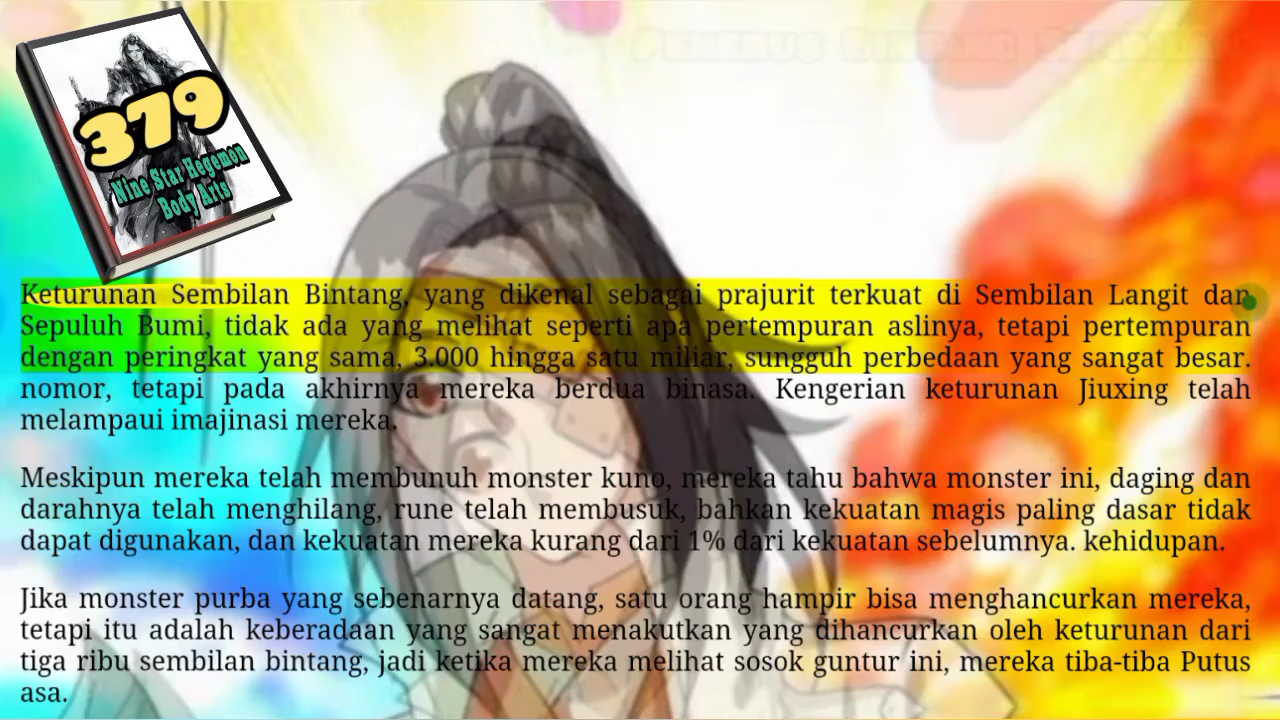 379
Nine Star Hegemon
Body Arts
Keturunan Sembilan Bintang, yang dikenal sebagai prajurit terkuat di Sembilan Langit dan
Sepuluh Bumi, tidak ada yang melihat seperti apa pertempuran aslinya, tetapi pertempuran
dengan peringkat yang sama, 3.000 hingga satu miliar, sungguh perbedaan yang sangat besar.
nomor, tetapi pada akhirnya mereka berdua binasa. Kengerian keturunan Jiuxing telah
melampaui imajinasi mereka.
Meskipun mereka telah membunuh monster kuno, mereka tahu bahwa monster ini, daging dan
darahnya telah menghilang, rune telah membusuk, bahkan kekuatan magis paling dasar tidak
dapat digunakan, dan kekuatan mereka kurang dari 1% dari kekuatan sebelumnya. kehidupan.
Jika monster purba yang sebenarnya datang, satu orang hampir bisa menghancurkan mereka,
tetapi itu adalah keberadaan yang sangat menakutkan yang dihancurkan oleh keturunan dari
tiga ribu sembilan bintang, jadi ketika mereka melihat sosok guntur ini, mereka tiba-tiba Putus
asa.